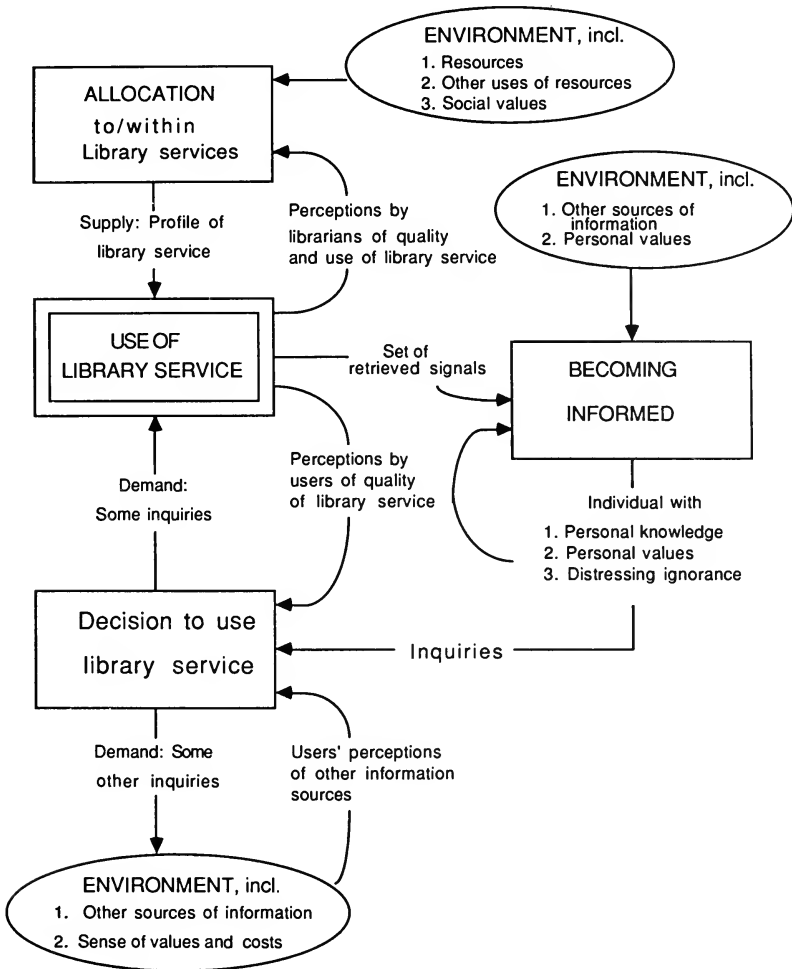 ENVIRONMENT, incl.
1. Resources
2. Other uses of resources
3. Social values
ALLOCATION
to/within
Library services
ENVIRONMENT, incl.
1. Other sources of
information
2. Personal values
Supply: Profile of
library service
Perceptions by
librarians of quality
and use of library service
USE OF
LIBRARY SERVICE
Set of
retrieved signals
BECOMING
INFORMED
Demand:
Some inquiries
Perceptions by
users of quality
of library service
Individual with
1. Personal knowledge
2. Personal values
3. Distressing ignorance
Decision to use
library service
Inquiries
Demand: Some
other inquiries
Users' perceptions
of other information
sources
ENVIRONMENT, incl.
1. Other sources of information
2. Sense of values and costs